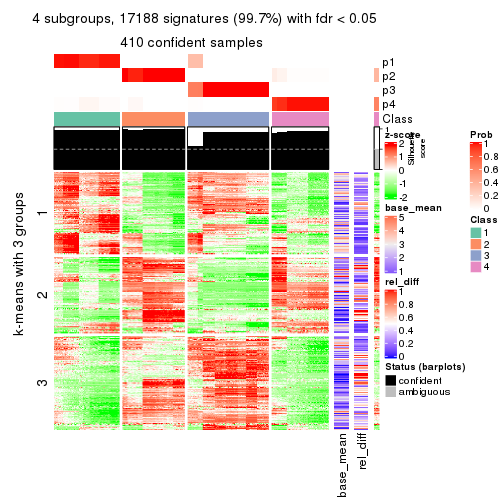 4 subgroups, 17188 signatures (99.7%) with fdr < 0.05
410 confident samples
p1
p2
p3
p4
Class
1
Silhouette
score
k-means with 3 groups
1
2
3
base_mean
rel_diff
z-score
2
1
0
-1
-2
base_mean
5
4
3
2
1
rel_diff
1
0.8
0.6
0.4
0.2
0
Status (barplots)
confident
ambiguous
Prob
1
0.8
0.6
0.4
0.2
0
Class
1
2
3
4